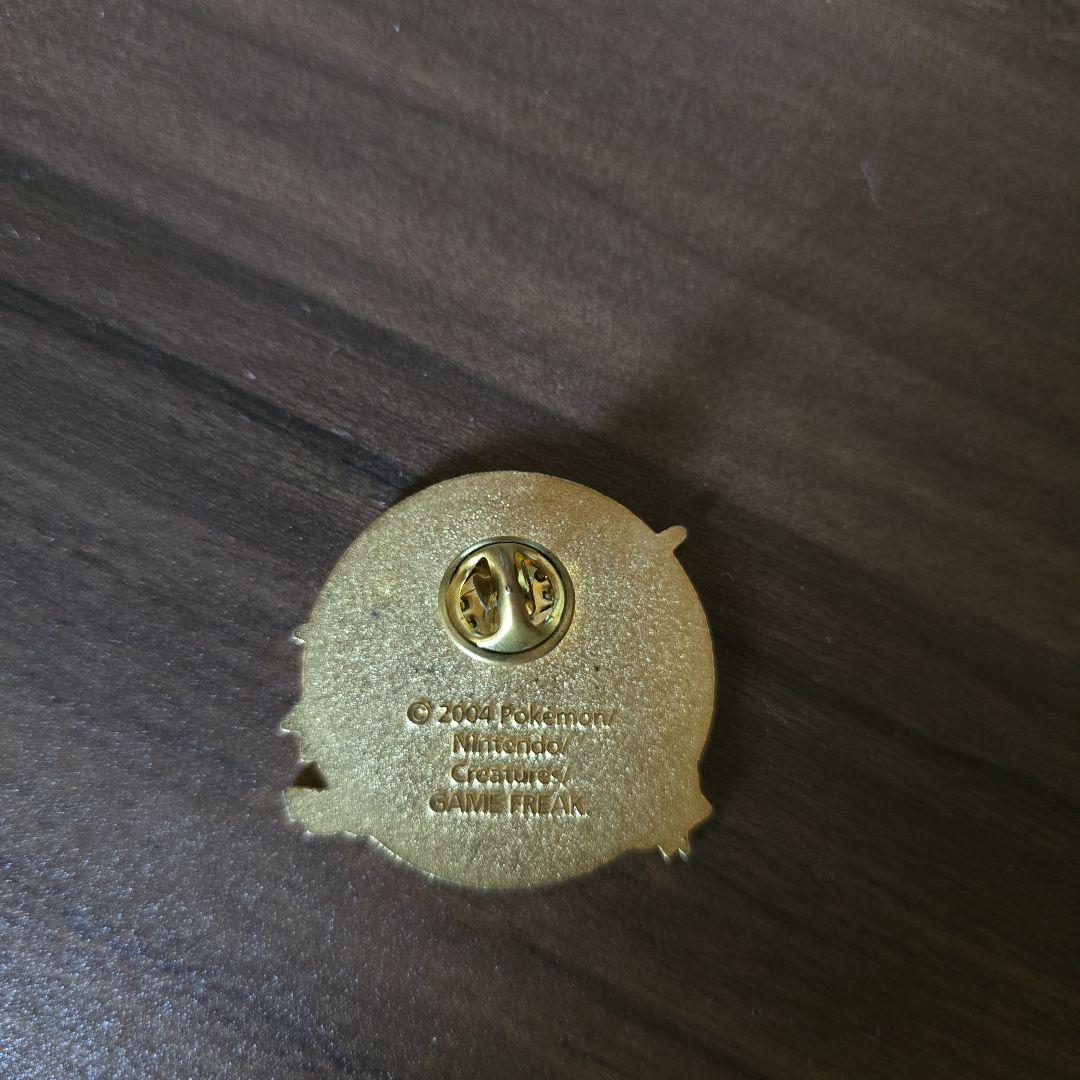 © 2004 Pokémon/
Nintendo/
Creatures/
GAME FREAK.